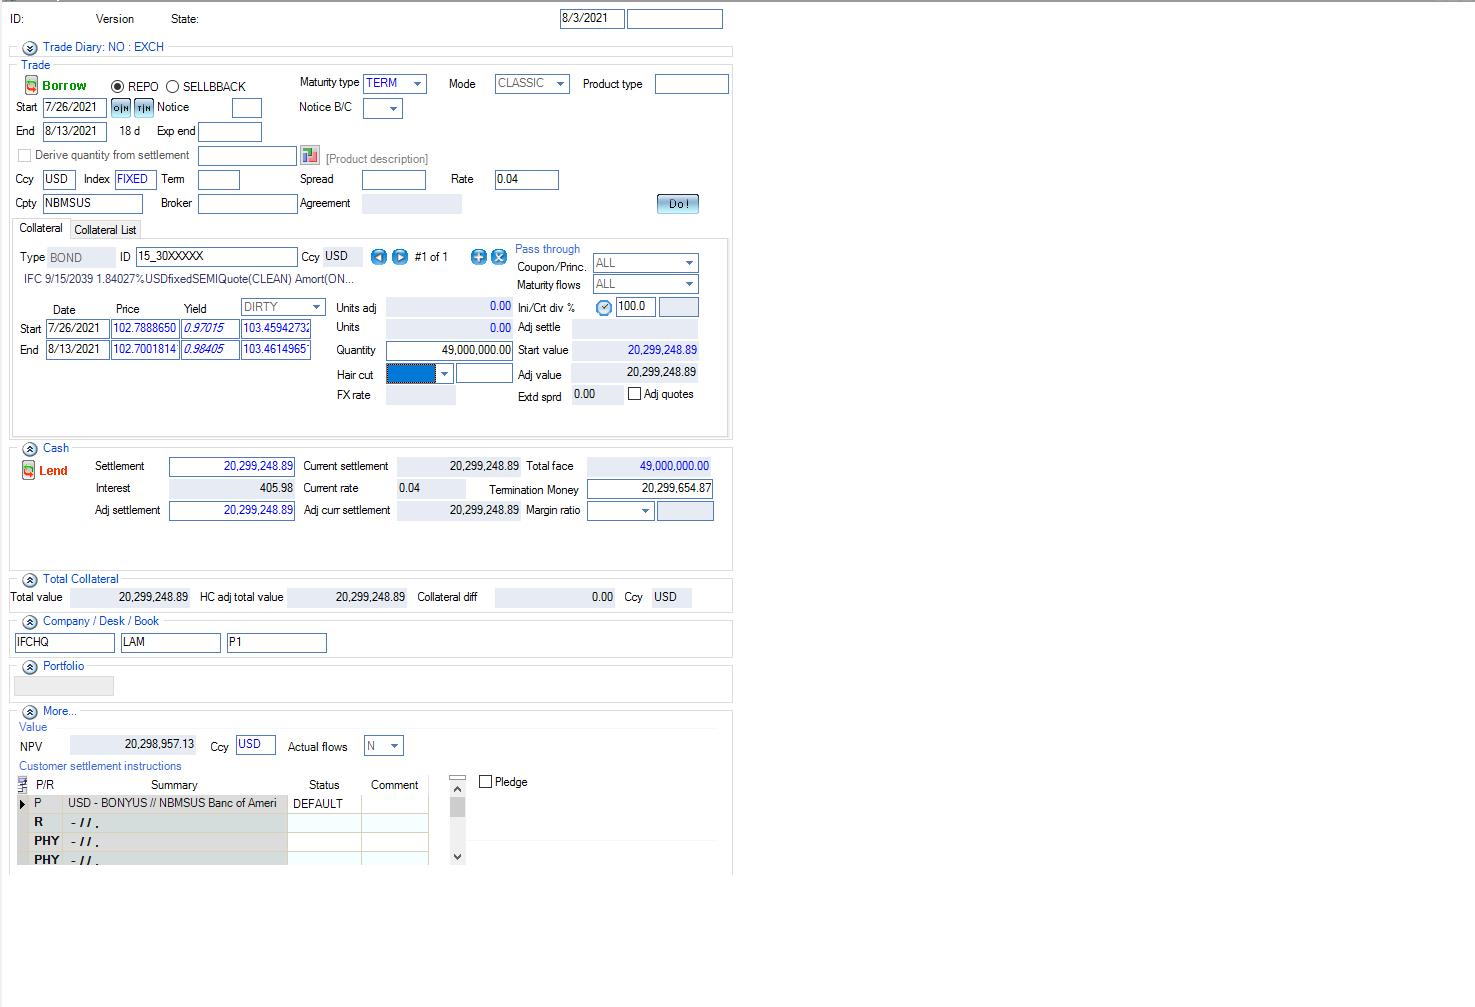 ID: Version State: 8/3/2021
Trade Diary: NO : EXCH
Trade
Borrow REPO SELLBBACK Maturity type TERM Mode CLASSIC Product type
Start 7/26/2021 O|N T|N Notice Notice B/C
End 8/13/2021 18 d Exp end
Derive quantity from settlement [Product description]
Ccy USD Index FIXED Term Spread Rate 0.04
Cpty NBMSUS Broker Agreement Do !
Collateral Collateral List
Type BOND ID 15_30XXXXX Ccy USD #1 of 1 Pass through
Coupon/Princ. ALL
IFC 9/15/2039 1.84027%USDfixedSEMIQuote(CLEAN) Amort(ON... Maturity flows ALL
Date Price Yield DIRTY Units adj 0.00 Ini/Crt div % 100.0
Start 7/26/2021 102.7888650 0.97015 103.45942732 Units 0.00 Adj settle
End 8/13/2021 102.7001814 0.98405 103.4614965 Quantity 49,000,000.00 Start value 20,299,248.89
Hair cut Adj value 20,299,248.89
FX rate Extd sprd 0.00 Adj quotes
Cash
Lend Settlement 20,299,248.89 Current settlement 20,299,248.89 Total face 49,000,000.00
Interest 405.98 Current rate 0.04 Termination Money 20,299,654.87
Adj settlement 20,299,248.89 Adj curr settlement 20,299,248.89 Margin ratio
Total Collateral
Total value 20,299,248.89 HC adj total value 20,299,248.89 Collateral diff 0.00 Ccy USD
Company / Desk / Book
IFCHQ LAM P1
Portfolio
More...
Value
NPV 20,298,957.13 Ccy USD Actual flows N
Customer settlement instructions
P/R Summary Status Comment Pledge
P USD - BONYUS // NBMSUS Banc of Ameri DEFAULT
R - / / .
PHY - / / .
PHY - / / .